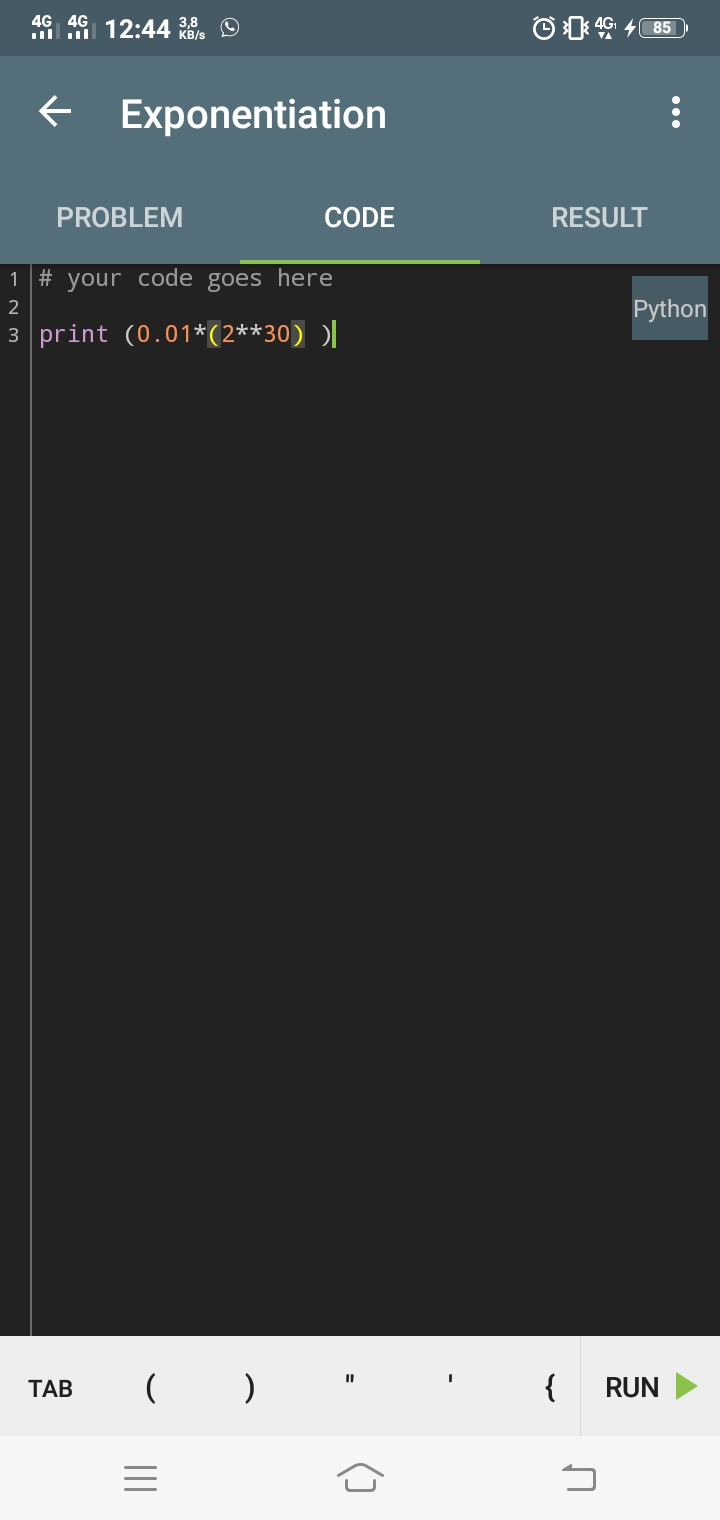 4G 4G 12:44 3,8 KB/s 4G 85
Exponentiation
PROBLEM CODE RESULT
1 # your code goes here
2
3 print (0.01*(2**30) )
Python
TAB ( ) " ' { RUN